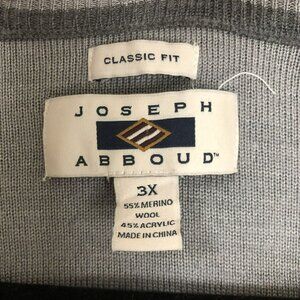 CLASSIC FIT
JOSEPH
ABBOUD™
3X
55% MERINO
WOOL
45% ACRYLIC
MADE IN CHINA